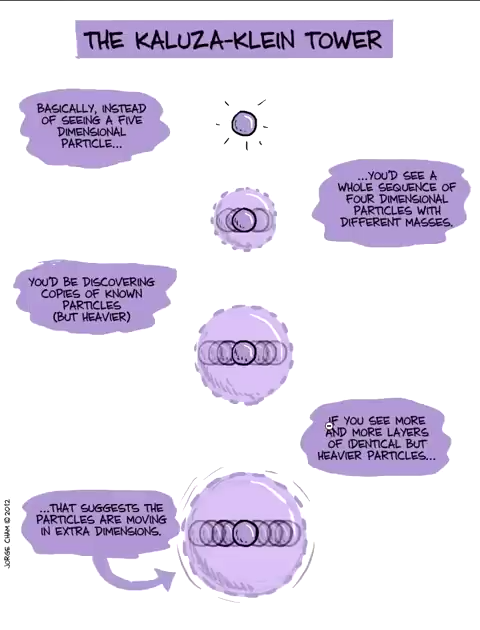 THE KALUZA-KLEIN TOWER
BASICALLY, INSTEAD
OF SEEING A FIVE
DIMENSIONAL
PARTICLE...
...YOU'D SEE A
WHOLE SEQUENCE OF
FOUR DIMENSIONAL
PARTICLES WITH
DIFFERENT MASSES.
YOU'D BE DISCOVERING
COPIES OF KNOWN
PARTICLES
(BUT HEAVIER)
IF YOU SEE MORE
AND MORE LAYERS
OF IDENTICAL BUT
HEAVIER PARTICLES...
...THAT SUGGESTS THE
PARTICLES ARE MOVING
IN EXTRA DIMENSIONS.
JORGE CHAM © 2012